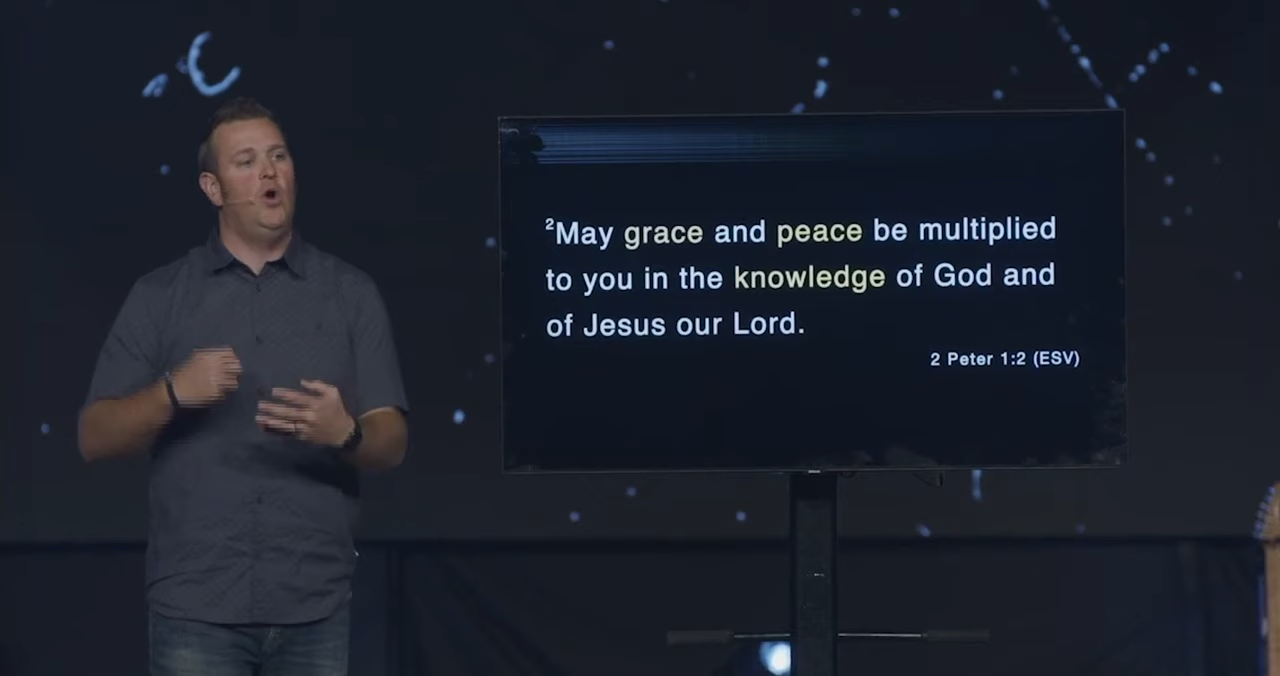 ²May grace and peace be multiplied
to you in the knowledge of God and
of Jesus our Lord.
2 Peter 1:2 (ESV)